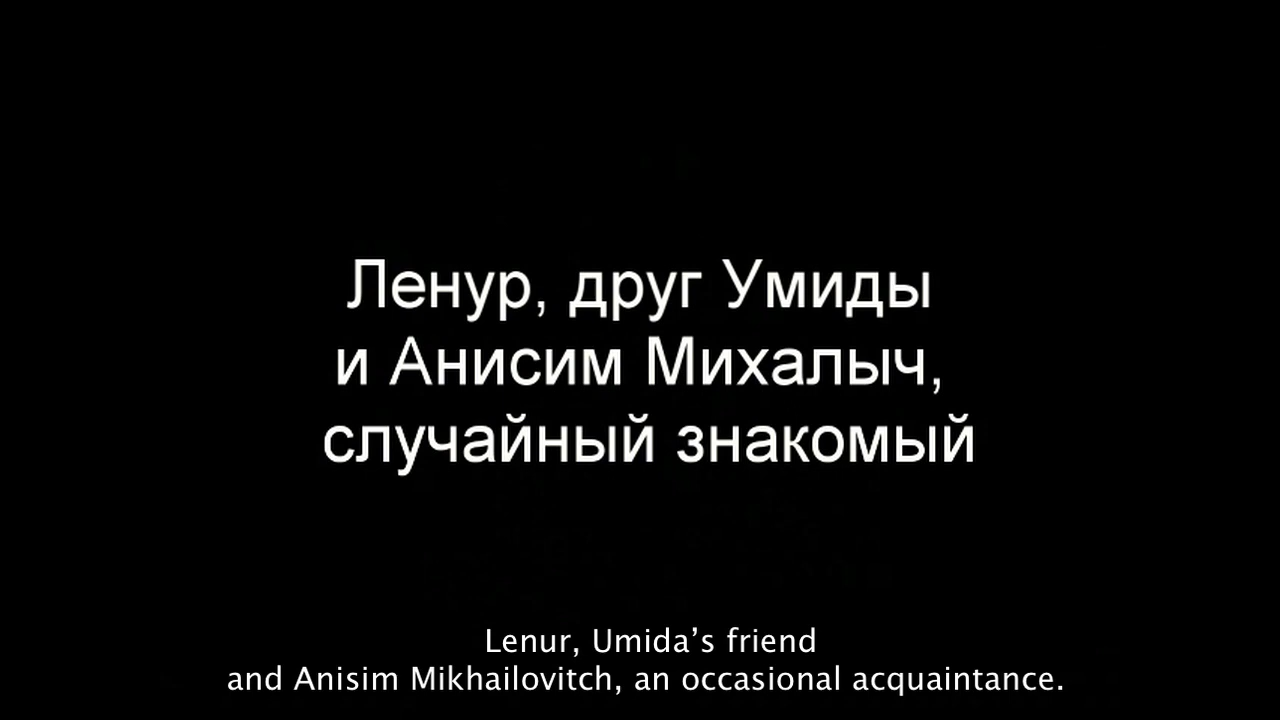 Ленур, друг Умиды
и Анисим Михалыч,
случайный знакомый
Lenur, Umida’s friend
and Anisim Mikhailovitch, an occasional acquaintance.